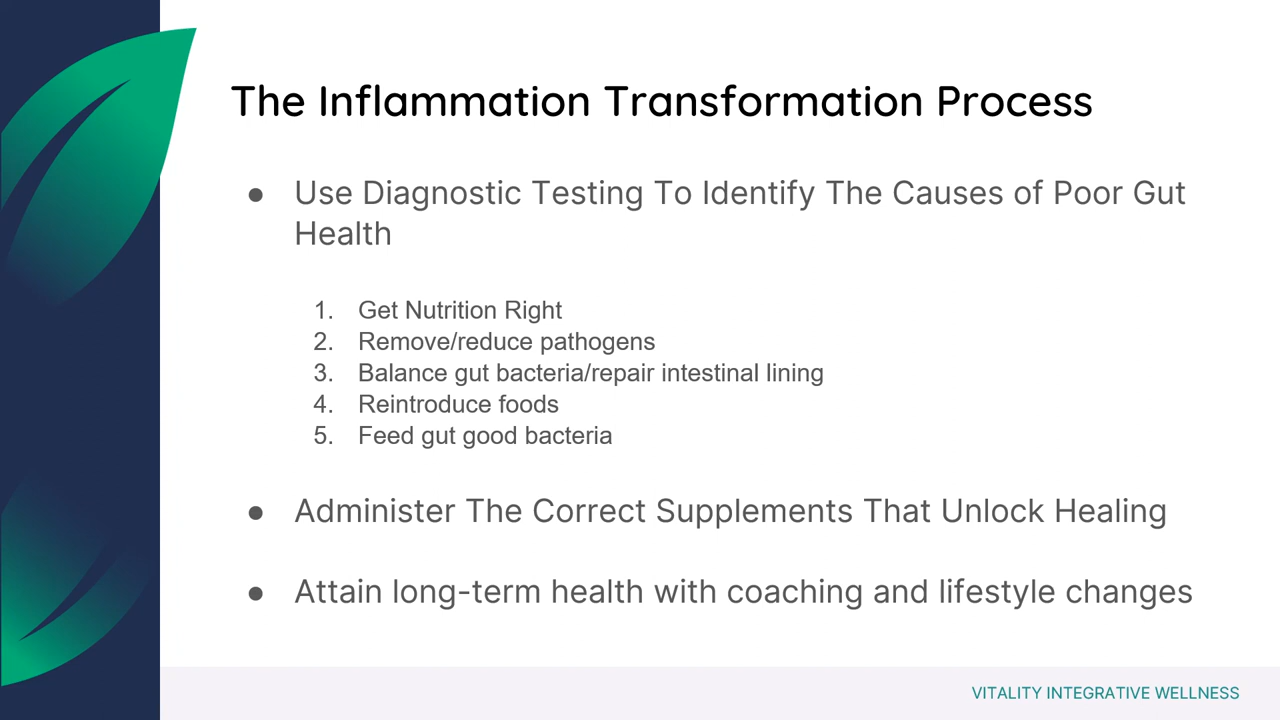 The Inflammation Transformation Process
● Use Diagnostic Testing To Identify The Causes of Poor Gut
Health
1. Get Nutrition Right
2. Remove/reduce pathogens
3. Balance gut bacteria/repair intestinal lining
4. Reintroduce foods
5. Feed gut good bacteria
● Administer The Correct Supplements That Unlock Healing
● Attain long-term health with coaching and lifestyle changes
VITALITY INTEGRATIVE WELLNESS